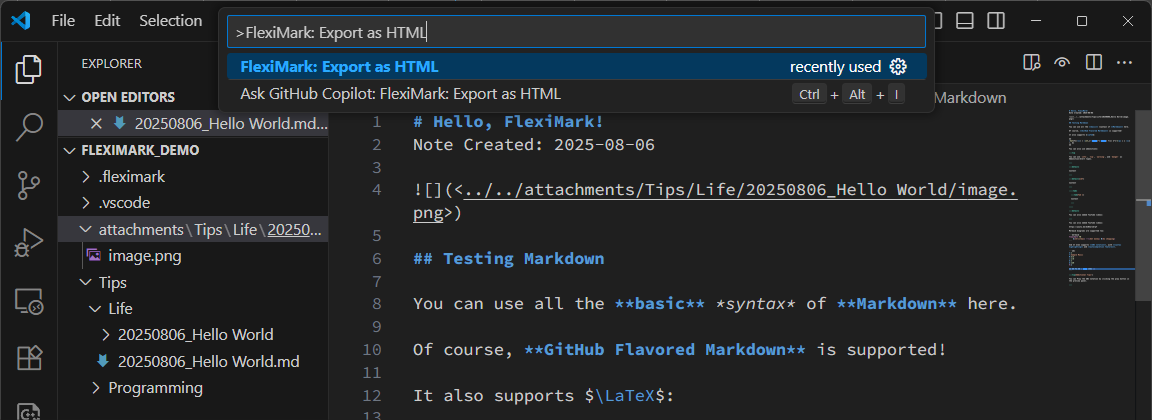 File Edit Selection
>FlexiMark: Export as HTML
FlexiMark: Export as HTML recently used
Ask GitHub Copilot: FlexiMark: Export as HTML Ctrl + Alt + I
EXPLORER
OPEN EDITORS
20250806_Hello World.md...
FLEXIMARK_DEMO
.fleximark
.vscode
attachments\Tips\Life\20250...
image.png
Tips
Life
20250806_Hello World
20250806_Hello World.md
Programming
Markdown
1 # Hello, FlexiMark!
2 Note Created: 2025-08-06
3
4 ![](<../../attachments/Tips/Life/20250806_Hello World/image.
png>)
5
6 ## Testing Markdown
7
8 You can use all the **basic** *syntax* of **Markdown** here.
9
10 Of course, **GitHub Flavored Markdown** is supported!
11
12 It also supports $\LaTeX$:
13